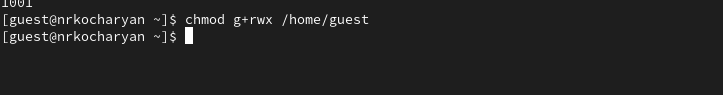 1001
[guest@nrkocharyan ~]$ chmod g+rwx /home/guest
[guest@nrkocharyan ~]$